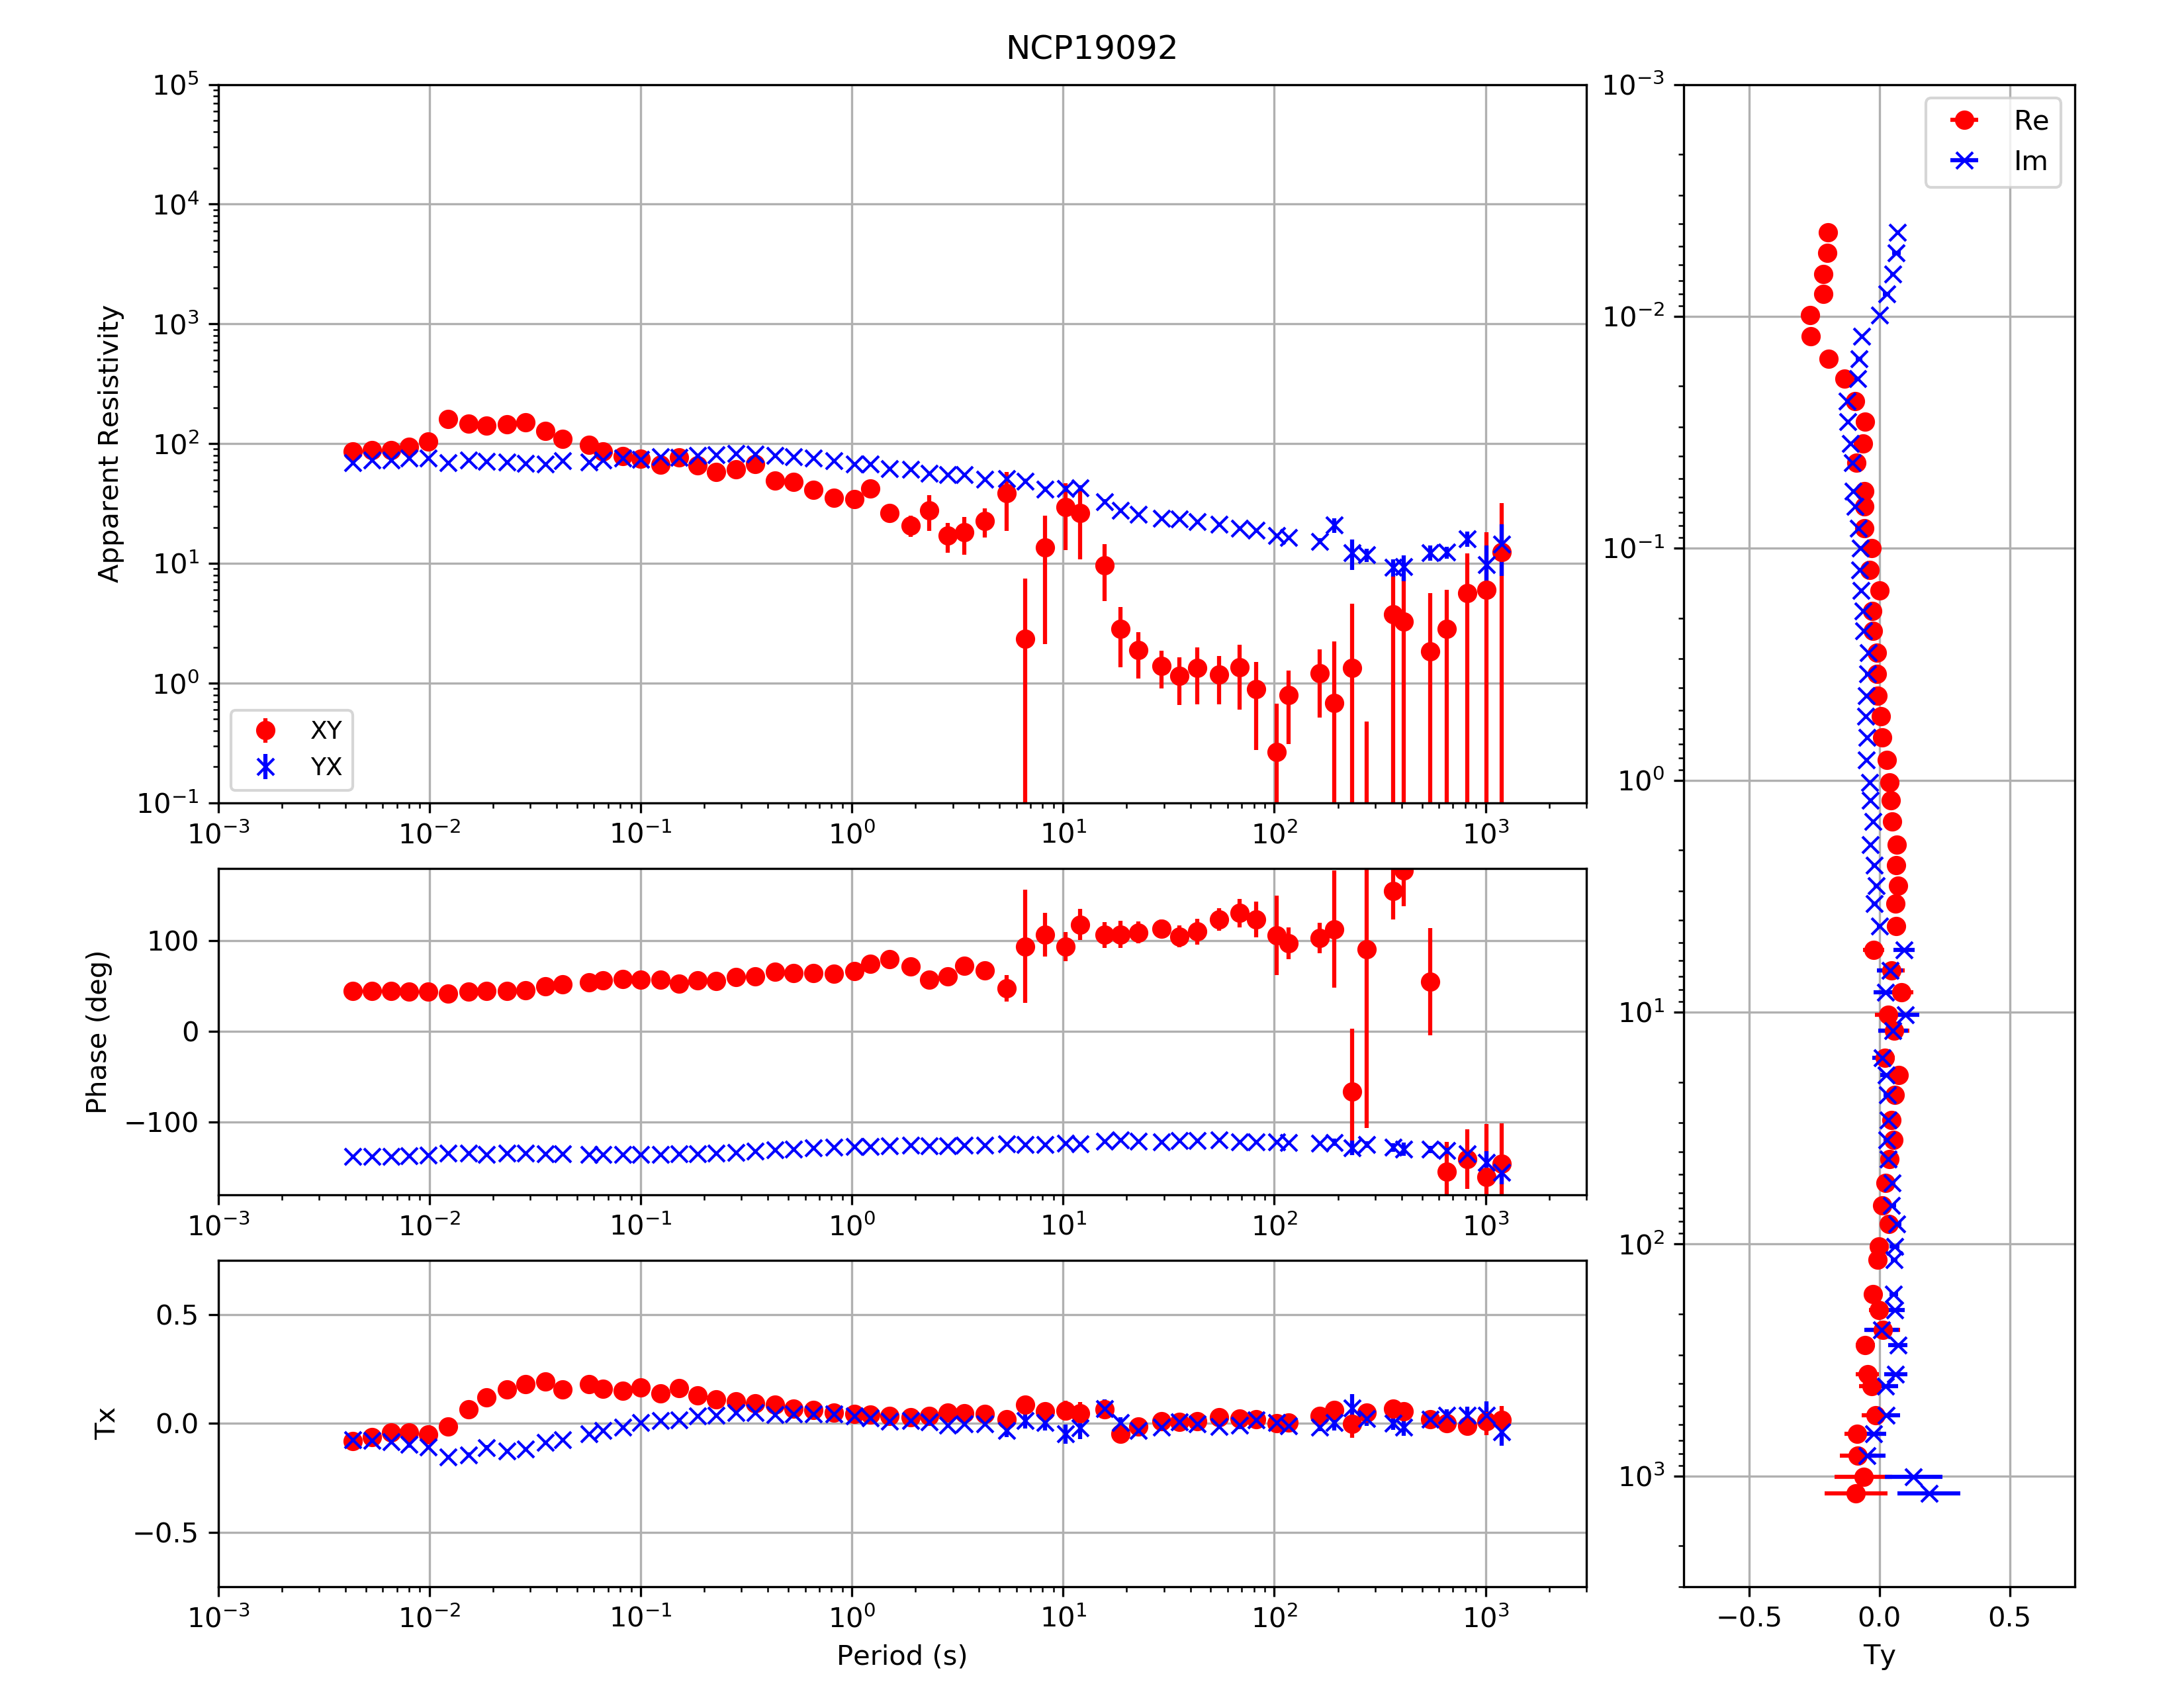 NCP19092
Apparent Resistivity
10^5
10^4
10^3
10^2
10^1
10^0
10^−1
XY
YX
10^−3 10^−2 10^−1 10^0 10^1 10^2 10^3
Phase (deg)
100
0
−100
10^−3 10^−2 10^−1 10^0 10^1 10^2 10^3
Tx
0.5
0.0
−0.5
10^−3 10^−2 10^−1 10^0 10^1 10^2 10^3
Period (s)
10^−3
10^−2
10^−1
10^0
10^1
10^2
10^3
Re
Im
−0.5 0.0 0.5
Ty